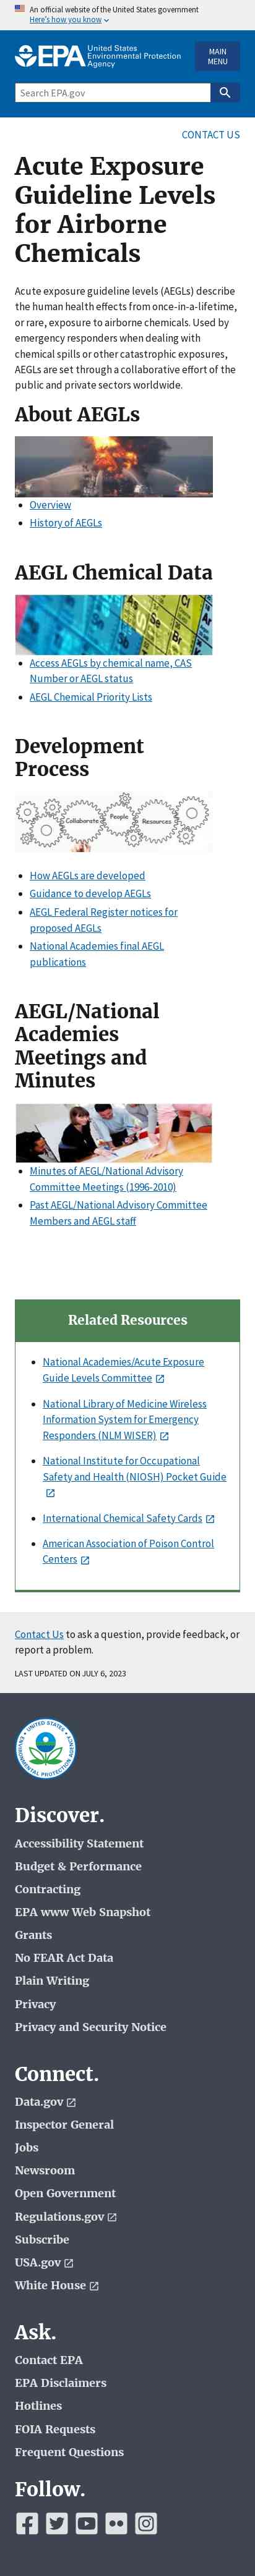 An official website of the United States government
Here's how you know
EPA United States
Environmental Protection
Agency
MAIN
MENU
Search EPA.gov
CONTACT US
Acute Exposure
Guideline Levels
for Airborne
Chemicals
Acute exposure guideline levels (AEGLs) describe
the human health effects from once-in-a-lifetime,
or rare, exposure to airborne chemicals. Used by
emergency responders when dealing with
chemical spills or other catastrophic exposures,
AEGLs are set through a collaborative effort of the
public and private sectors worldwide.
About AEGLs
Overview
History of AEGLs
AEGL Chemical Data
Access AEGLs by chemical name, CAS
Number or AEGL status
AEGL Chemical Priority Lists
Development
Process
Collaborate People Resources
How AEGLs are developed
Guidance to develop AEGLs
AEGL Federal Register notices for
proposed AEGLs
National Academies final AEGL
publications
AEGL/National
Academies
Meetings and
Minutes
Minutes of AEGL/National Advisory
Committee Meetings (1996-2010)
Past AEGL/National Advisory Committee
Members and AEGL staff
Related Resources
National Academies/Acute Exposure
Guide Levels Committee
National Library of Medicine Wireless
Information System for Emergency
Responders (NLM WISER)
National Institute for Occupational
Safety and Health (NIOSH) Pocket Guide
International Chemical Safety Cards
American Association of Poison Control
Centers
Contact Us to ask a question, provide feedback, or
report a problem.
LAST UPDATED ON JULY 6, 2023
Discover.
Accessibility Statement
Budget & Performance
Contracting
EPA www Web Snapshot
Grants
No FEAR Act Data
Plain Writing
Privacy
Privacy and Security Notice
Connect.
Data.gov
Inspector General
Jobs
Newsroom
Open Government
Regulations.gov
Subscribe
USA.gov
White House
Ask.
Contact EPA
EPA Disclaimers
Hotlines
FOIA Requests
Frequent Questions
Follow.